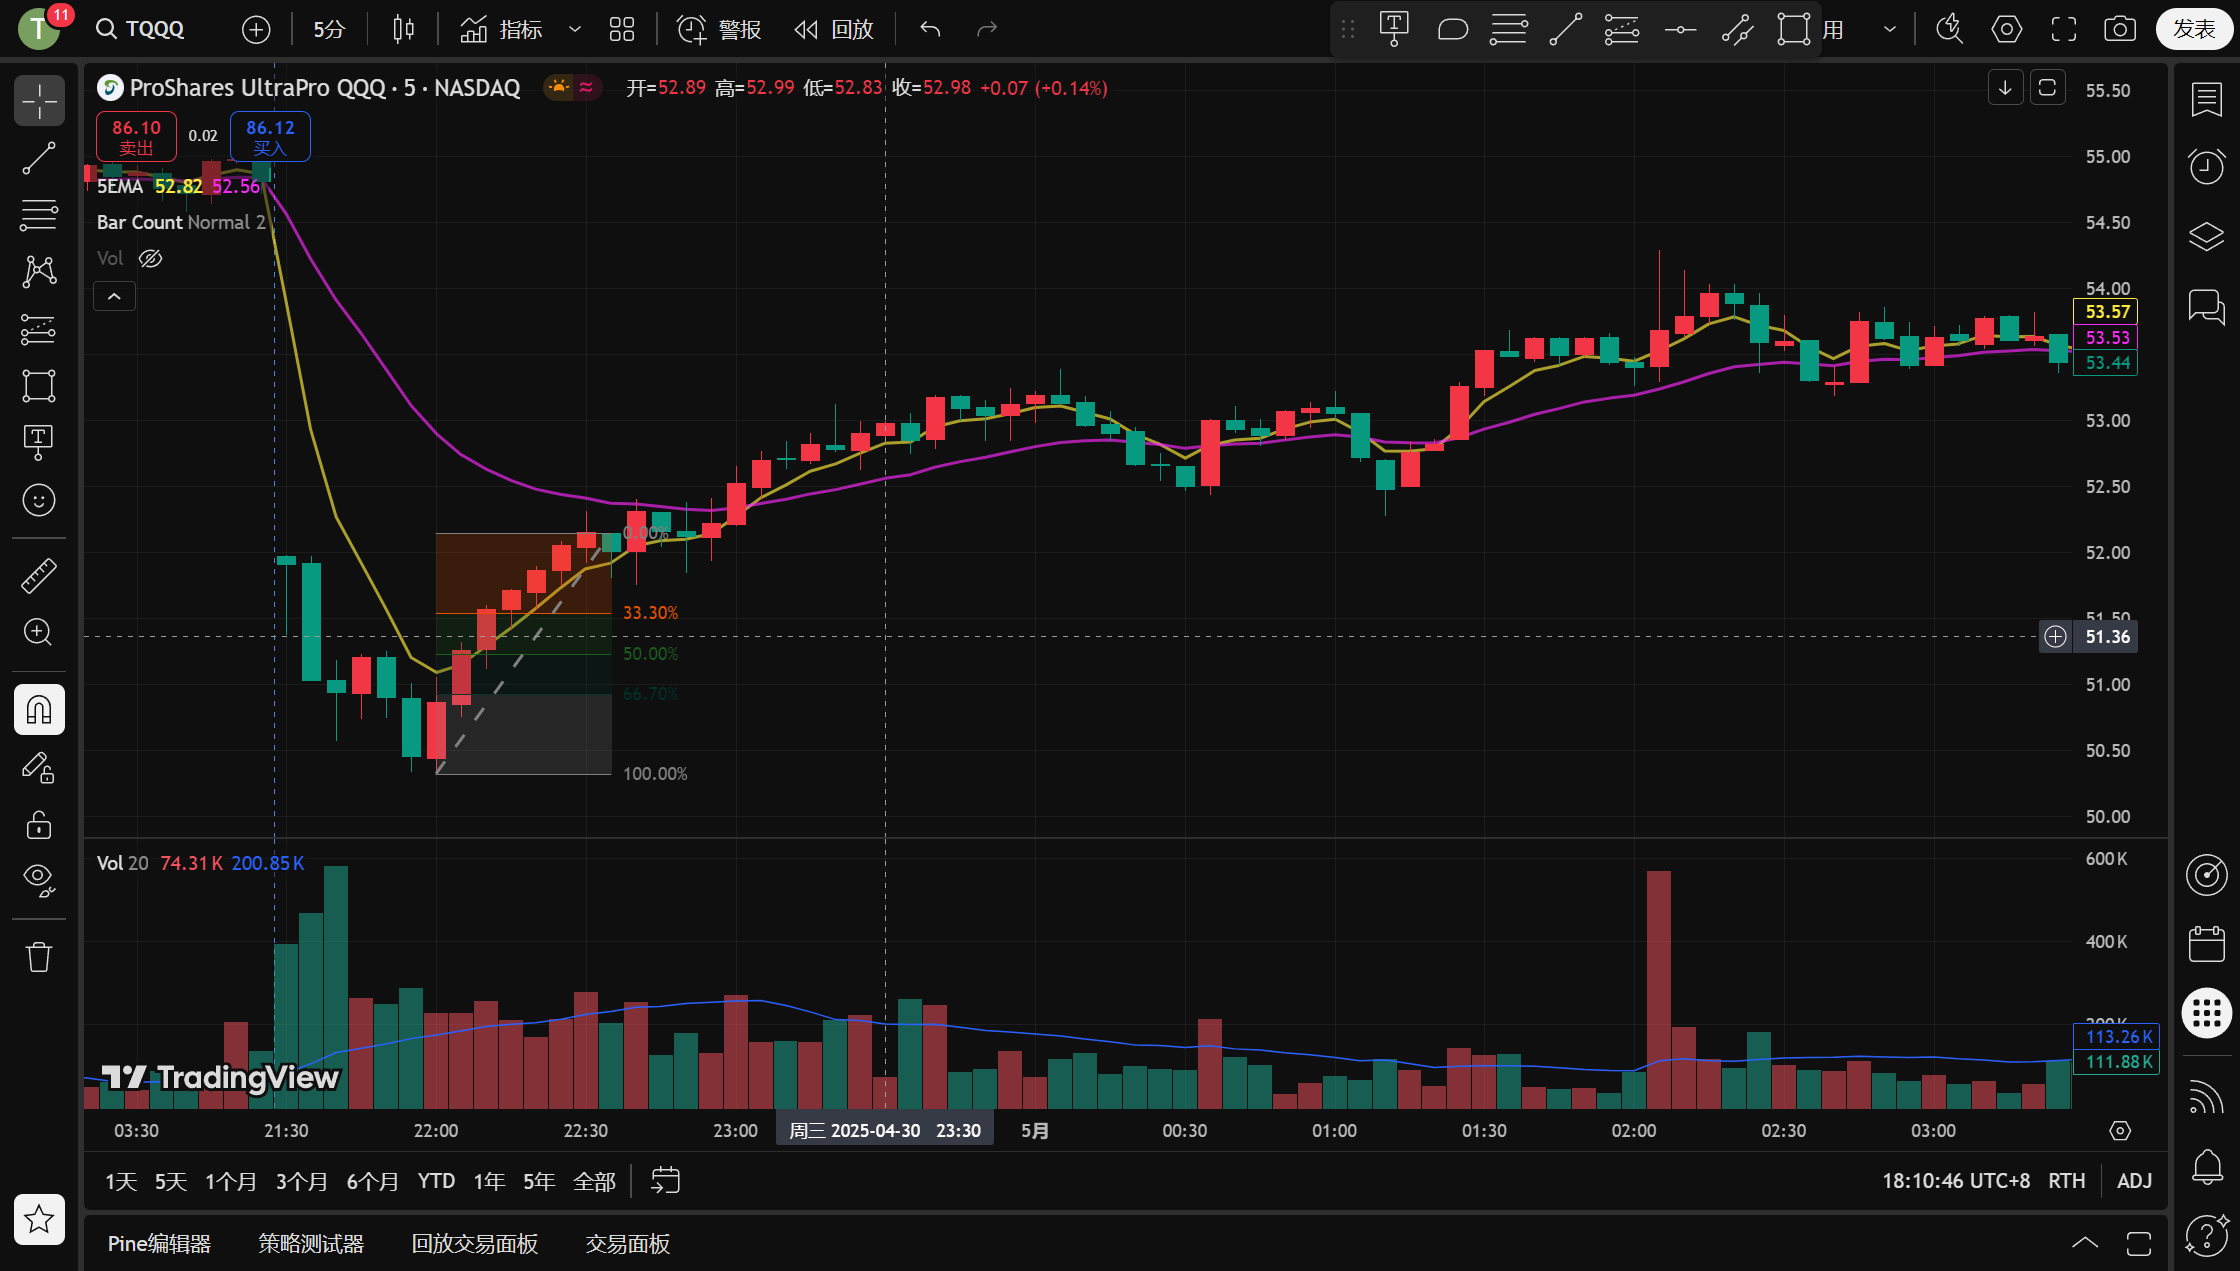 T 11 TQQQ 5分 指标 警报 回放 用 发表
ProShares UltraPro QQQ · 5 · NASDAQ 开=52.89 高=52.99 低=52.83 收=52.98 +0.07 (+0.14%)
86.10 卖出 0.02 86.12 买入
5EMA 52.82 52.56
Bar Count Normal 2
Vol
55.50
55.00
54.50
54.00
53.57
53.53
53.44
53.00
52.50
52.00
51.50
51.36
51.00
50.50
50.00
0.00%
33.30%
50.00%
66.70%
100.00%
Vol 20 74.31 K 200.85 K
600 K
400 K
200 K
113.26 K
111.88 K
TradingView
03:30 21:30 22:00 22:30 23:00 周三 2025-04-30 23:30 5月 00:30 01:00 01:30 02:00 02:30 03:00
1天 5天 1个月 3个月 6个月 YTD 1年 5年 全部 18:10:46 UTC+8 RTH ADJ
Pine编辑器 策略测试器 回放交易面板 交易面板